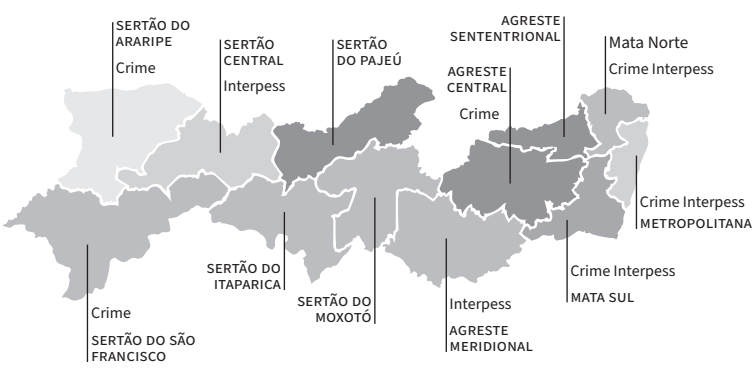 SERTÃO DO
ARARIPE
Crime
SERTÃO
CENTRAL
Interpess
SERTÃO
DO PAJEÚ
AGRESTE
SENTENTRIONAL
AGRESTE
CENTRAL
Crime
Mata Norte
Crime Interpess
Crime Interpess
METROPOLITANA
Crime Interpess
MATA SUL
SERTÃO DO
ITAPARICA
SERTÃO DO
MOXOTÓ
Interpess
AGRESTE
MERIDIONAL
Crime
SERTÃO DO SÃO
FRANCISCO